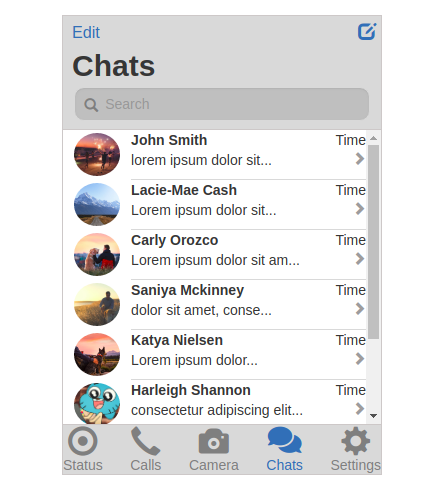 Edit
Chats
Search
John Smith Time
lorem ipsum dolor sit...
Lacie-Mae Cash Time
Lorem ipsum dolor sit...
Carly Orozco Time
Lorem ipsum dolor sit am...
Saniya Mckinney Time
dolor sit amet, conse...
Katya Nielsen Time
Lorem ipsum dolor...
Harleigh Shannon Time
consectetur adipiscing elit...
Status Calls Camera Chats Settings